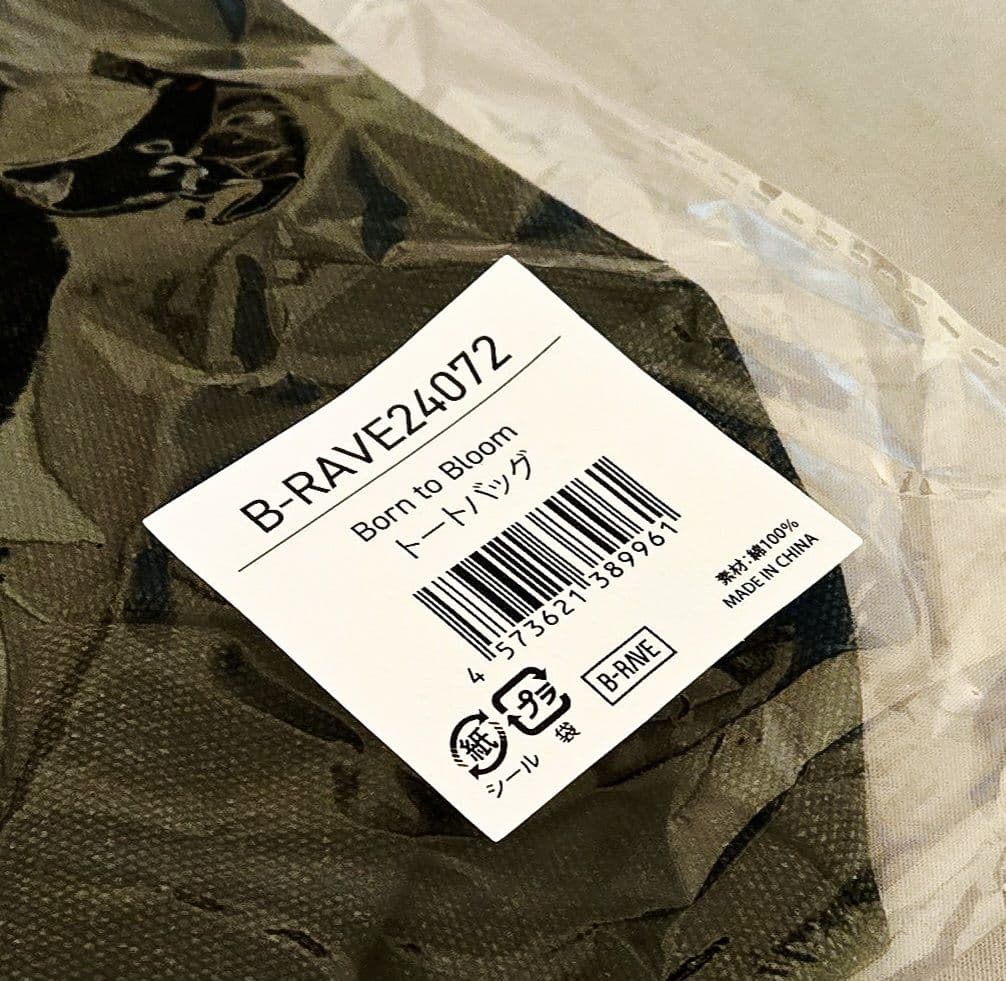 B-RAVE24072
Born to Bloom
トートバッグ
4 573621 389961
素材:綿100%
MADE IN CHINA
紙 プラ B-RAVE
シール 袋